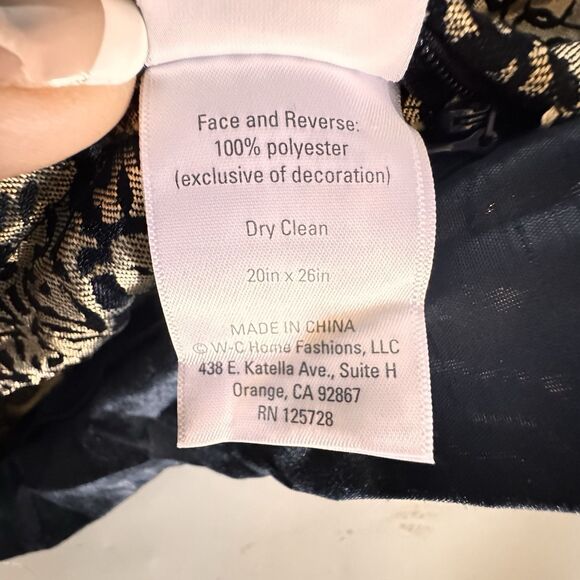 Face and Reverse:
100% polyester
(exclusive of decoration)
Dry Clean
20in x 26in
MADE IN CHINA
© W-C Home Fashions, LLC
438 E. Katella Ave., Suite H
Orange, CA 92867
RN 125728